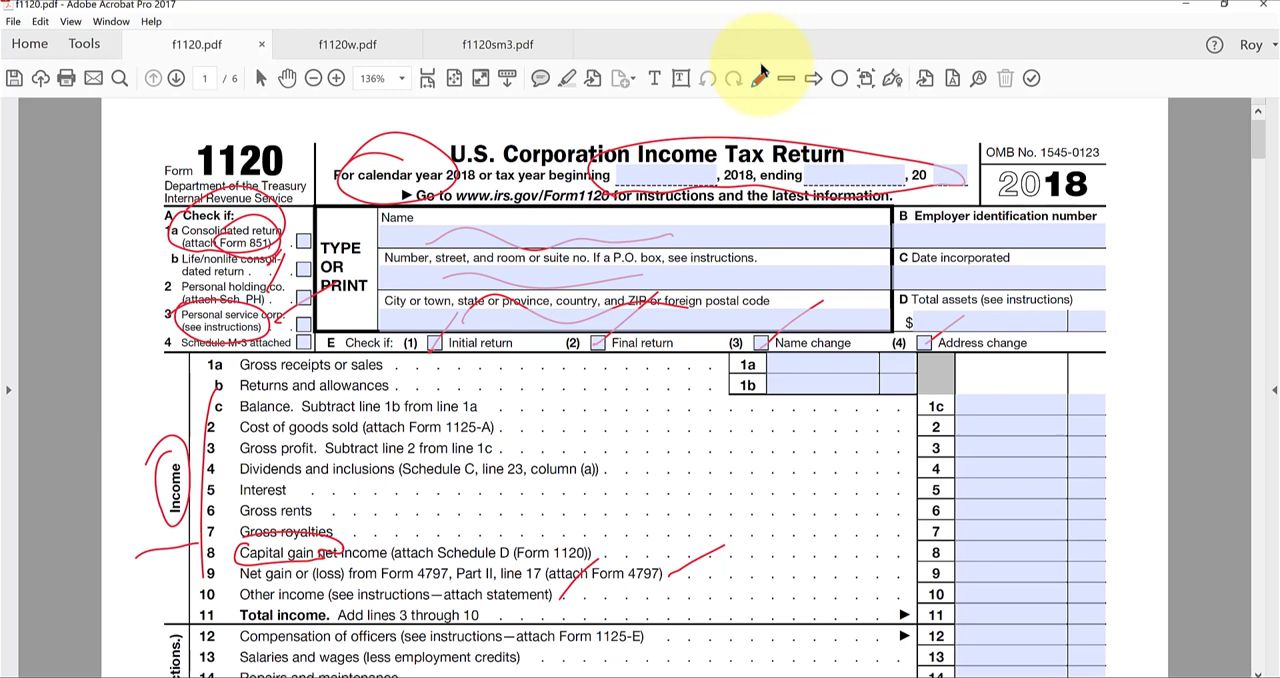 f1120.pdf - Adobe Acrobat Pro 2017
File Edit View Window Help
Home Tools f1120.pdf × f1120w.pdf f1120sm3.pdf Roy
1 / 6 136%
Form 1120
Department of the Treasury
Internal Revenue Service
U.S. Corporation Income Tax Return
For calendar year 2018 or tax year beginning , 2018, ending , 20
▶ Go to www.irs.gov/Form1120 for instructions and the latest information.
OMB No. 1545-0123
2018
A Check if:
1a Consolidated return
(attach Form 851) .
b Life/nonlife consoli-
dated return . .
2 Personal holding co.
(attach Sch. PH) .
3 Personal service corp.
(see instructions) .
4 Schedule M-3 attached
TYPE
OR
PRINT
Name
Number, street, and room or suite no. If a P.O. box, see instructions.
City or town, state or province, country, and ZIP or foreign postal code
B Employer identification number
C Date incorporated
D Total assets (see instructions)
$
E Check if: (1) Initial return (2) Final return (3) Name change (4) Address change
Income
1a Gross receipts or sales 1a
b Returns and allowances 1b
c Balance. Subtract line 1b from line 1a 1c
2 Cost of goods sold (attach Form 1125-A) 2
3 Gross profit. Subtract line 2 from line 1c 3
4 Dividends and inclusions (Schedule C, line 23, column (a)) 4
5 Interest 5
6 Gross rents 6
7 Gross royalties 7
8 Capital gain net income (attach Schedule D (Form 1120)) 8
9 Net gain or (loss) from Form 4797, Part II, line 17 (attach Form 4797) 9
10 Other income (see instructions—attach statement) 10
11 Total income. Add lines 3 through 10 ▶ 11
ctions.)
12 Compensation of officers (see instructions—attach Form 1125-E) ▶ 12
13 Salaries and wages (less employment credits) 13
14 Repairs and maintenance 14